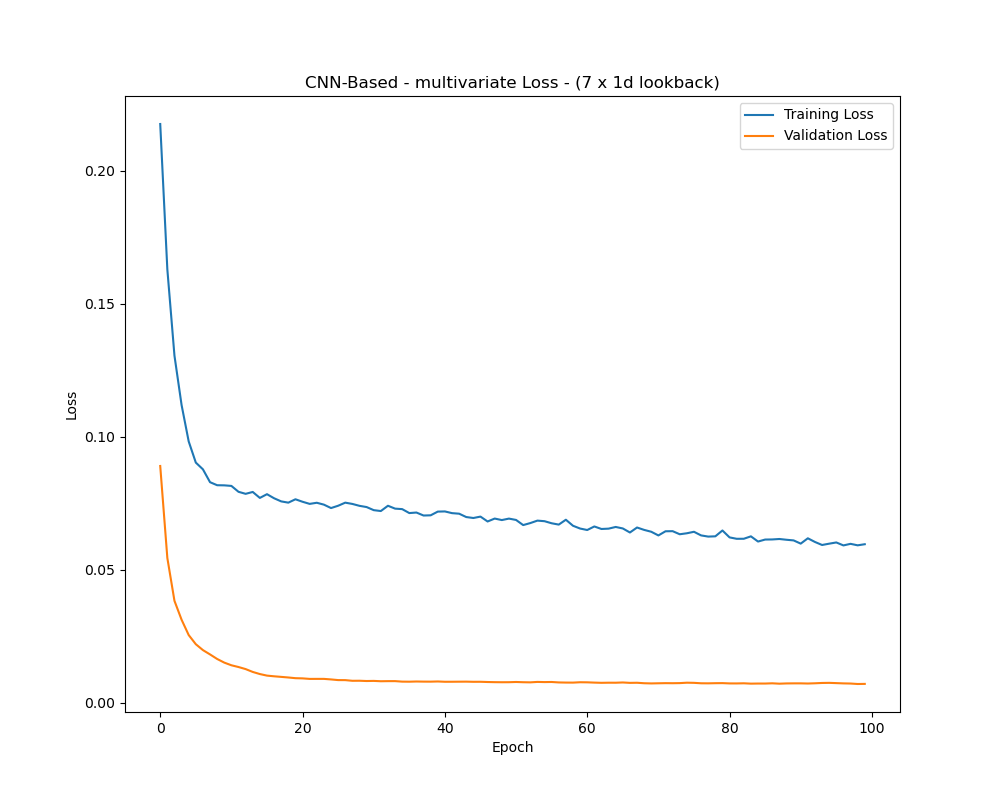 CNN-Based - multivariate Loss - (7 x 1d lookback)
Training Loss
Validation Loss
0.20
0.15
0.10
0.05
0.00
Loss
0 20 40 60 80 100
Epoch